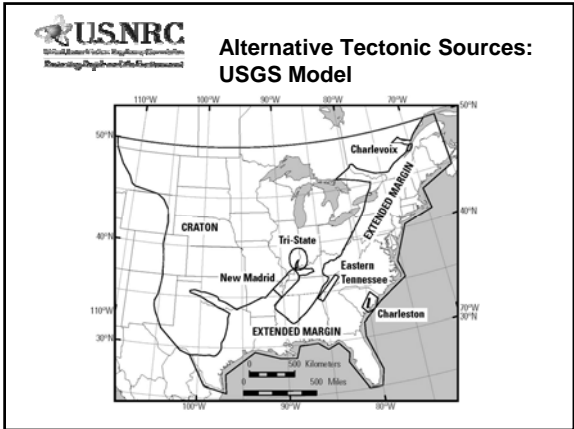 U.S.NRC
Alternative Tectonic Sources:
USGS Model
110°W 100°W 90°W 80°W 70°W 50°N
50°N
Charlevoix
EXTENDED MARGIN
CRATON
40°N
Tri-State
40°N
New Madrid
Eastern
Tennessee
110°W
70°W
30°N
Charleston
EXTENDED MARGIN
30°N
0 500 Kilometers
0 500 Miles
100°W 90°W 80°W